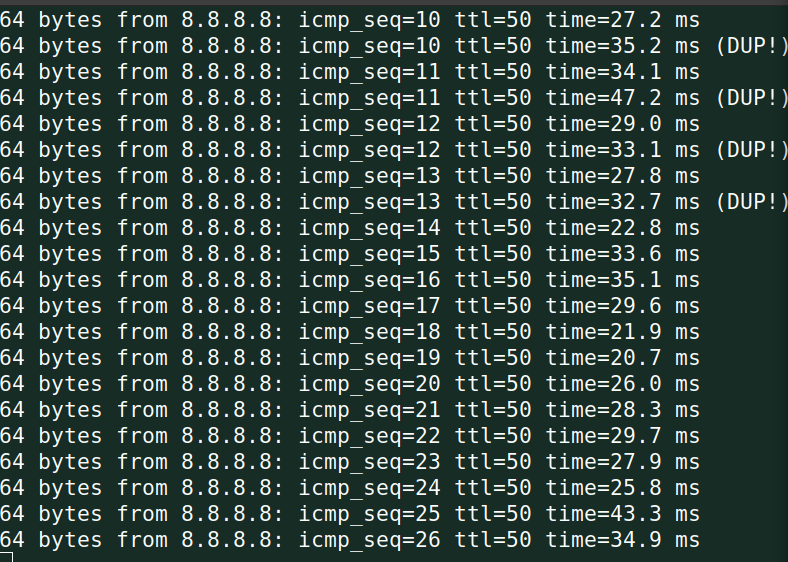 64 bytes from 8.8.8.8: icmp_seq=10 ttl=50 time=27.2 ms
64 bytes from 8.8.8.8: icmp_seq=10 ttl=50 time=35.2 ms (DUP!)
64 bytes from 8.8.8.8: icmp_seq=11 ttl=50 time=34.1 ms
64 bytes from 8.8.8.8: icmp_seq=11 ttl=50 time=47.2 ms (DUP!)
64 bytes from 8.8.8.8: icmp_seq=12 ttl=50 time=29.0 ms
64 bytes from 8.8.8.8: icmp_seq=12 ttl=50 time=33.1 ms (DUP!)
64 bytes from 8.8.8.8: icmp_seq=13 ttl=50 time=27.8 ms
64 bytes from 8.8.8.8: icmp_seq=13 ttl=50 time=32.7 ms (DUP!)
64 bytes from 8.8.8.8: icmp_seq=14 ttl=50 time=22.8 ms
64 bytes from 8.8.8.8: icmp_seq=15 ttl=50 time=33.6 ms
64 bytes from 8.8.8.8: icmp_seq=16 ttl=50 time=35.1 ms
64 bytes from 8.8.8.8: icmp_seq=17 ttl=50 time=29.6 ms
64 bytes from 8.8.8.8: icmp_seq=18 ttl=50 time=21.9 ms
64 bytes from 8.8.8.8: icmp_seq=19 ttl=50 time=20.7 ms
64 bytes from 8.8.8.8: icmp_seq=20 ttl=50 time=26.0 ms
64 bytes from 8.8.8.8: icmp_seq=21 ttl=50 time=28.3 ms
64 bytes from 8.8.8.8: icmp_seq=22 ttl=50 time=29.7 ms
64 bytes from 8.8.8.8: icmp_seq=23 ttl=50 time=27.9 ms
64 bytes from 8.8.8.8: icmp_seq=24 ttl=50 time=25.8 ms
64 bytes from 8.8.8.8: icmp_seq=25 ttl=50 time=43.3 ms
64 bytes from 8.8.8.8: icmp_seq=26 ttl=50 time=34.9 ms